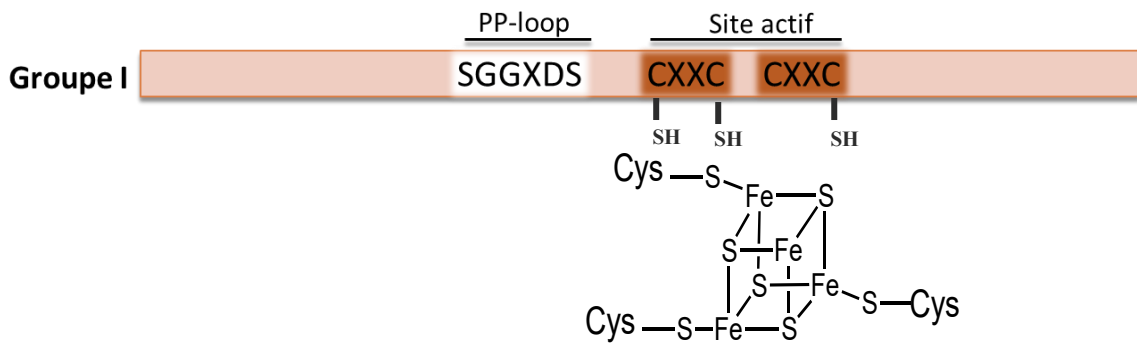 PP-loop Site actif
Groupe I SGGXDS CXXC CXXC
SH SH SH
Cys S Fe S
S Fe
S Fe S Cys
Cys S Fe S